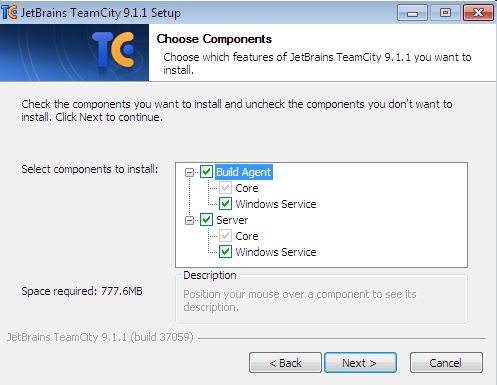 TC JetBrains TeamCity 9.1.1 Setup
TC
Choose Components
Choose which features of JetBrains TeamCity 9.1.1 you want to
install.
Check the components you want to install and uncheck the components you don't want to
install. Click Next to continue.
Select components to install:
Build Agent
Core
Windows Service
Server
Core
Windows Service
Space required: 777.6MB
Description
Position your mouse over a component to see its
description.
JetBrains TeamCity 9.1.1 (build 37059)
< Back
Next >
Cancel